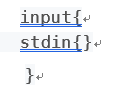 input{
stdin{}
}